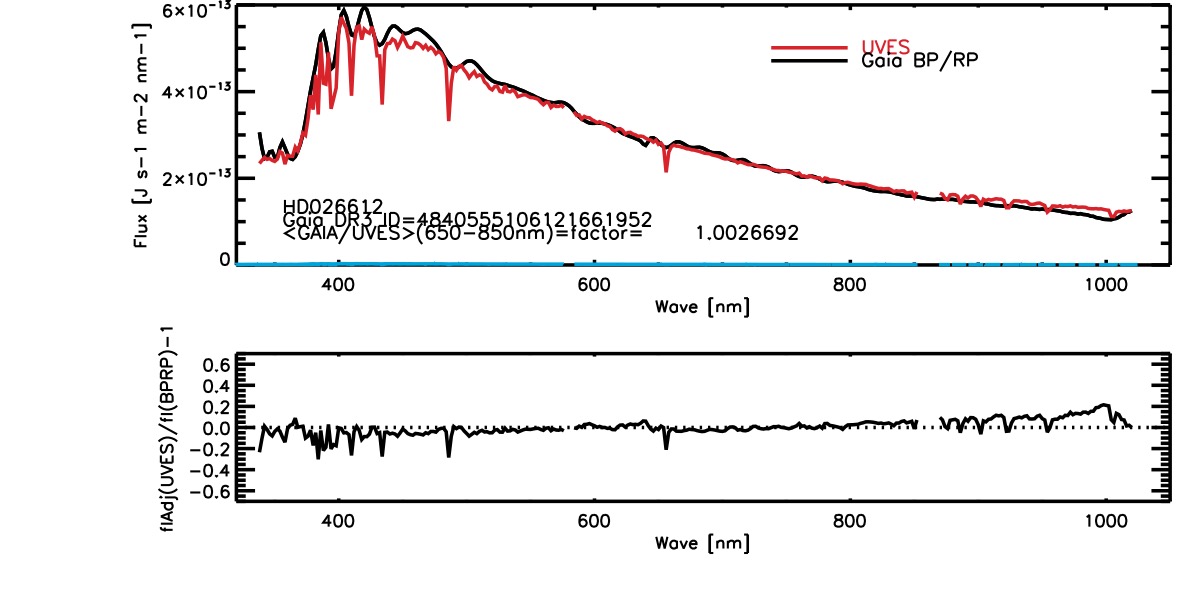 6×10−13
4×10−13
2×10−13
0
Flux [J s−1 m−2 nm−1]
UVES
Gaia BP/RP
HD026612
Gaia DR3 ID=4840555106121661952
<GAIA/UVES>(650−850nm)=factor= 1.0026692
400 600 800 1000
Wave [nm]
flAdj(UVES)/fl(BPRP)−1
0.6
0.4
0.2
0.0
−0.2
−0.4
−0.6
400 600 800 1000
Wave [nm]